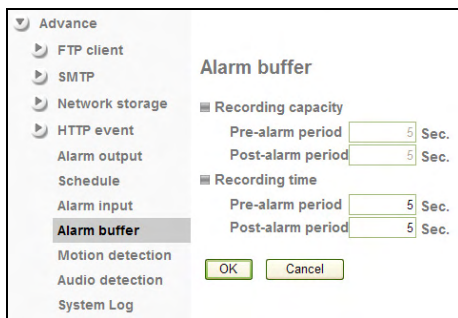 Advance
FTP client
SMTP
Network storage
HTTP event
Alarm output
Schedule
Alarm input
Alarm buffer
Motion detection
Audio detection
System Log
Alarm buffer
Recording capacity
Pre-alarm period 5 Sec.
Post-alarm period 5 Sec.
Recording time
Pre-alarm period 5 Sec.
Post-alarm period 5 Sec.
OK Cancel